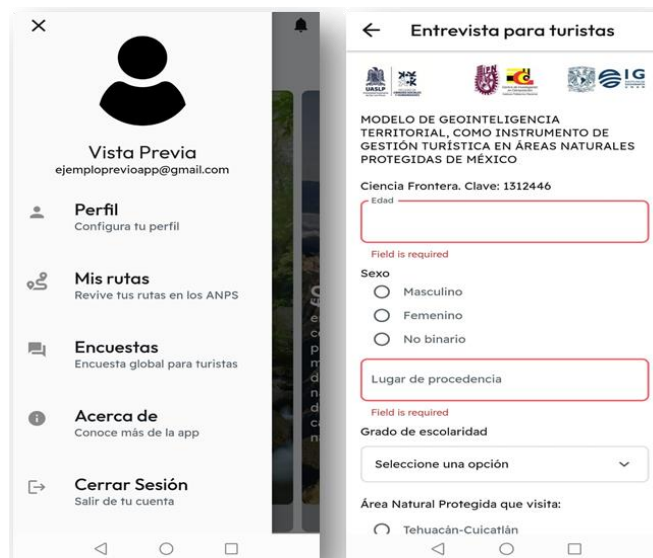 Vista Previa
ejemploprevioapp@gmail.com
Perfil
Configura tu perfil
Mis rutas
Revive tus rutas en los ANPS
Encuestas
Encuesta global para turistas
Acerca de
Conoce más de la app
Cerrar Sesión
Salir de tu cuenta
Entrevista para turistas
UASLP
IG
MODELO DE GEOINTELIGENCIA
TERRITORIAL, COMO INSTRUMENTO DE
GESTIÓN TURÍSTICA EN ÁREAS NATURALES
PROTEGIDAS DE MÉXICO
Ciencia Frontera. Clave: 1312446
Edad
Field is required
Sexo
Masculino
Femenino
No binario
Lugar de procedencia
Field is required
Grado de escolaridad
Seleccione una opción
Área Natural Protegida que visita:
Tehuacán-Cuicatlán